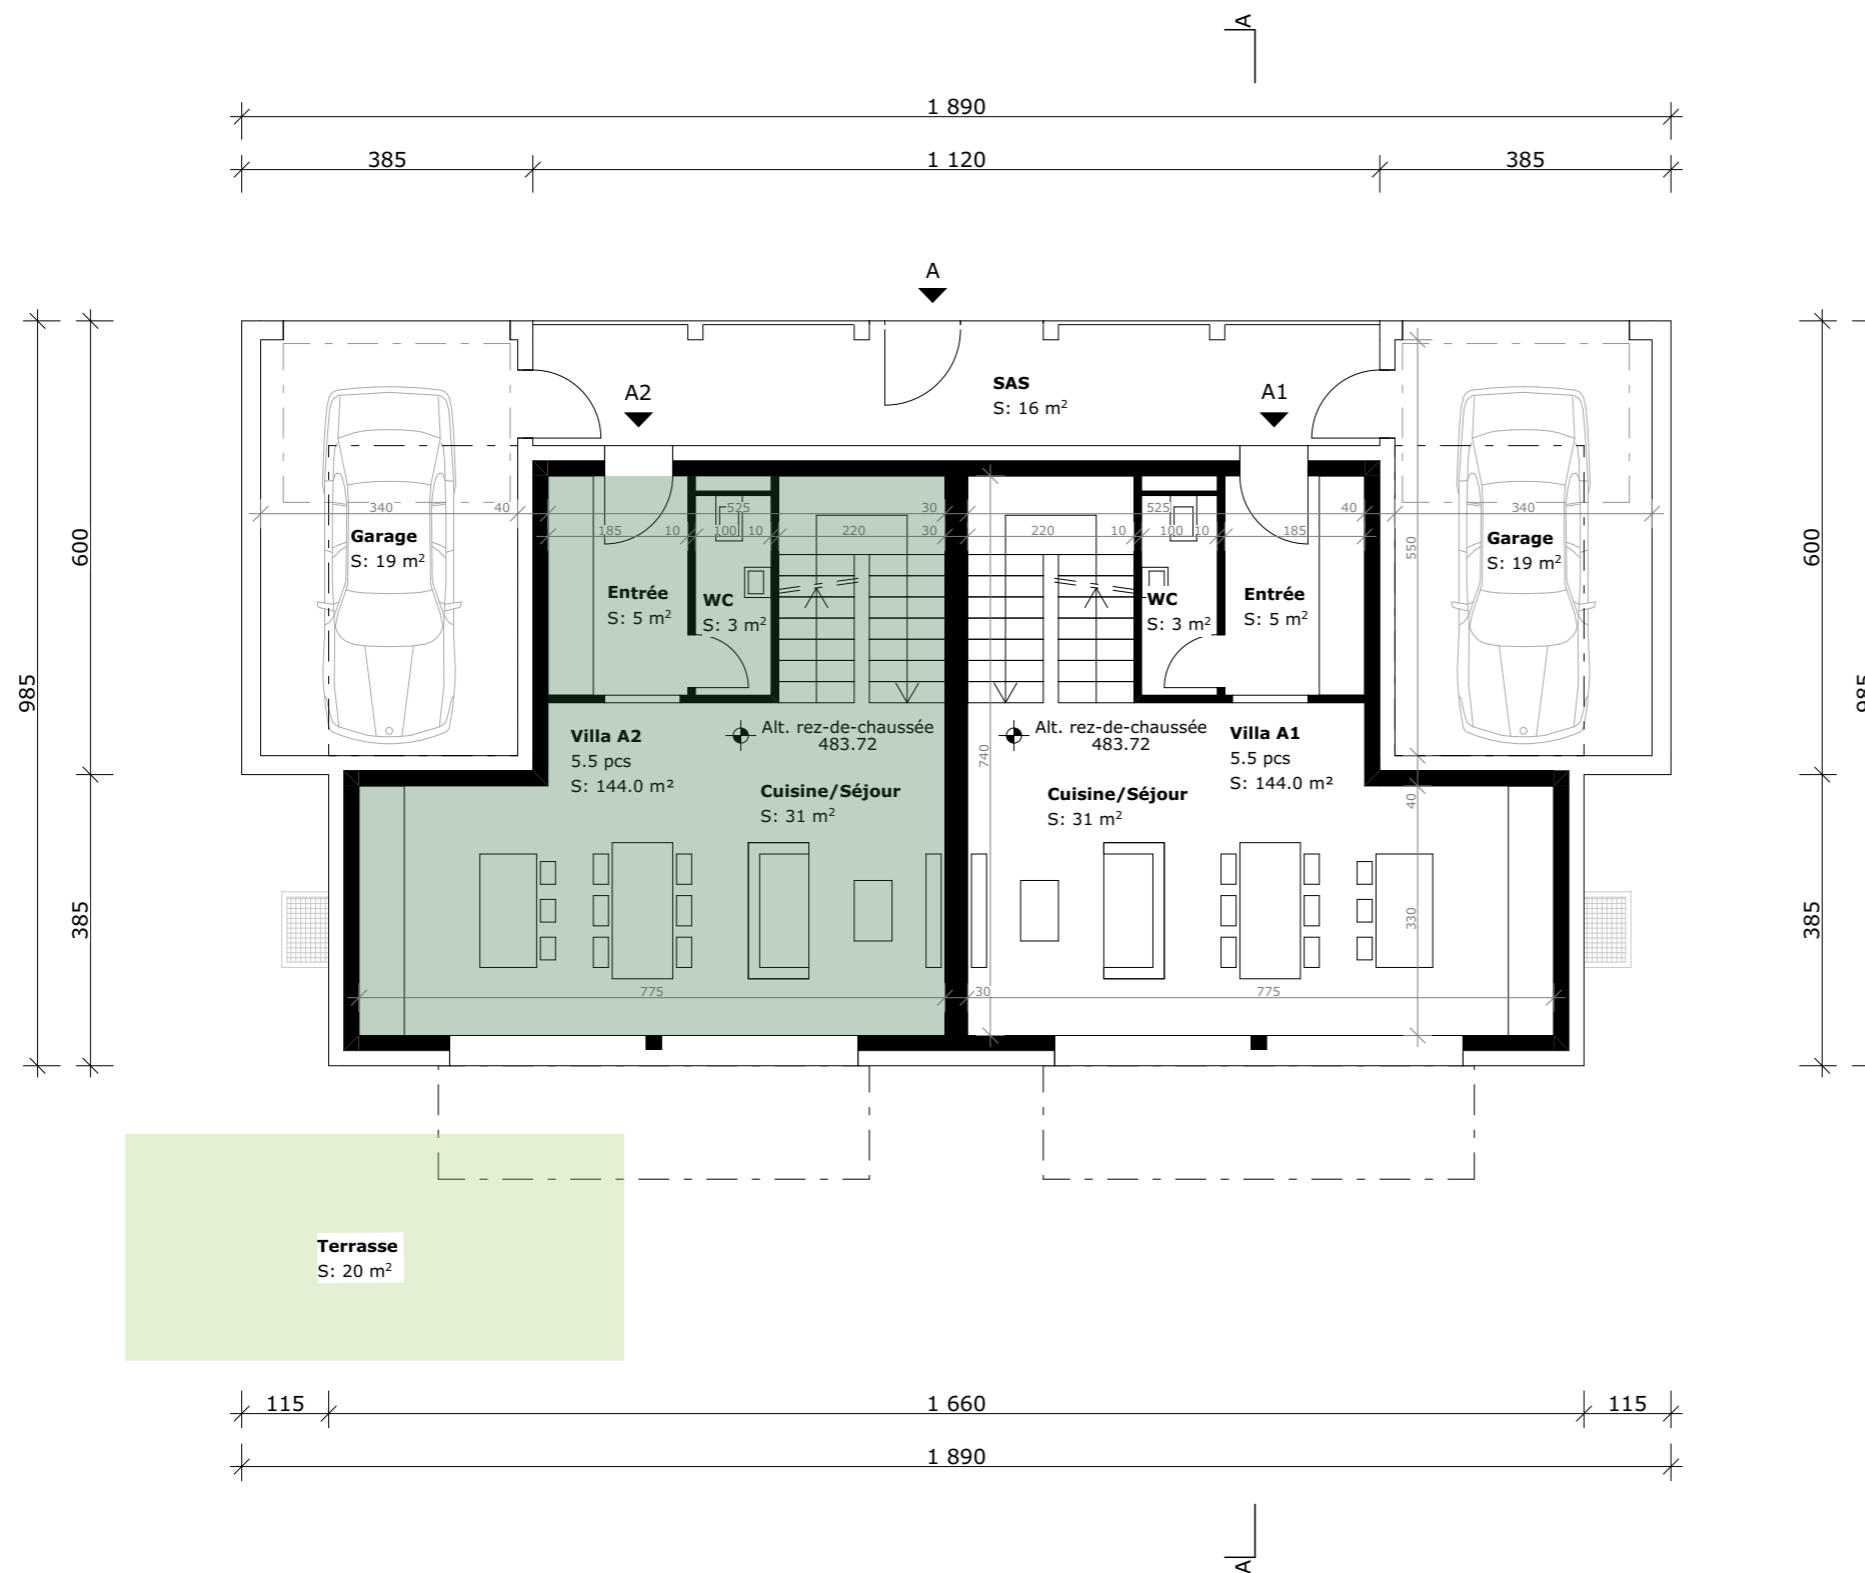 A
1 890
385
1 120
385
A
SAS
S: 16 m²
A2
A1
985
600
385
600
385
985
340
40
525
30
525
40
340
185
10
100
10
220
30
220
10
100
10
185
550
Garage
S: 19 m²
Garage
S: 19 m²
Entrée
S: 5 m²
WC
S: 3 m²
WC
S: 3 m²
Entrée
S: 5 m²
Villa A2
5.5 pcs
S: 144.0 m²
Alt. rez-de-chaussée
483.72
Alt. rez-de-chaussée
483.72
Villa A1
5.5 pcs
S: 144.0 m²
740
40
Cuisine/Séjour
S: 31 m²
Cuisine/Séjour
S: 31 m²
330
775
30
775
Terrasse
S: 20 m²
115
1 660
115
1 890
A